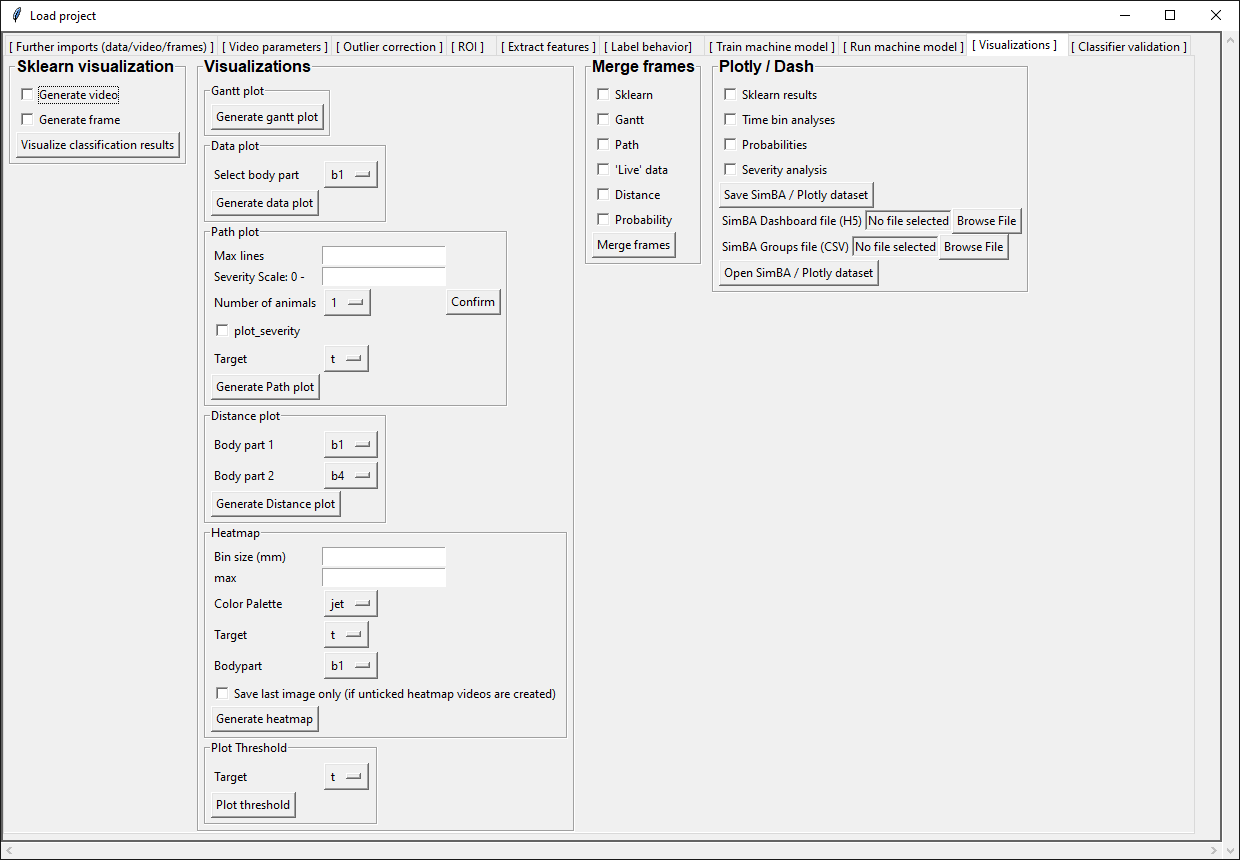 Load project
[ Further imports (data/video/frames) ] [ Video parameters ] [ Outlier correction ] [ ROI ] [ Extract features ] [ Label behavior] [ Train machine model ] [ Run machine model ] [ Visualizations ] [ Classifier validation ]
Sklearn visualization
Generate video
Generate frame
Visualize classification results
Visualizations
Gantt plot
Generate gantt plot
Data plot
Select body part b1
Generate data plot
Path plot
Max lines
Severity Scale: 0 -
Number of animals 1 Confirm
plot_severity
Target t
Generate Path plot
Distance plot
Body part 1 b1
Body part 2 b4
Generate Distance plot
Heatmap
Bin size (mm)
max
Color Palette jet
Target t
Bodypart b1
Save last image only (if unticked heatmap videos are created)
Generate heatmap
Plot Threshold
Target t
Plot threshold
Merge frames
Sklearn
Gantt
Path
'Live' data
Distance
Probability
Merge frames
Plotly / Dash
Sklearn results
Time bin analyses
Probabilities
Severity analysis
Save SimBA / Plotly dataset
SimBA Dashboard file (H5) No file selected Browse File
SimBA Groups file (CSV) No file selected Browse File
Open SimBA / Plotly dataset